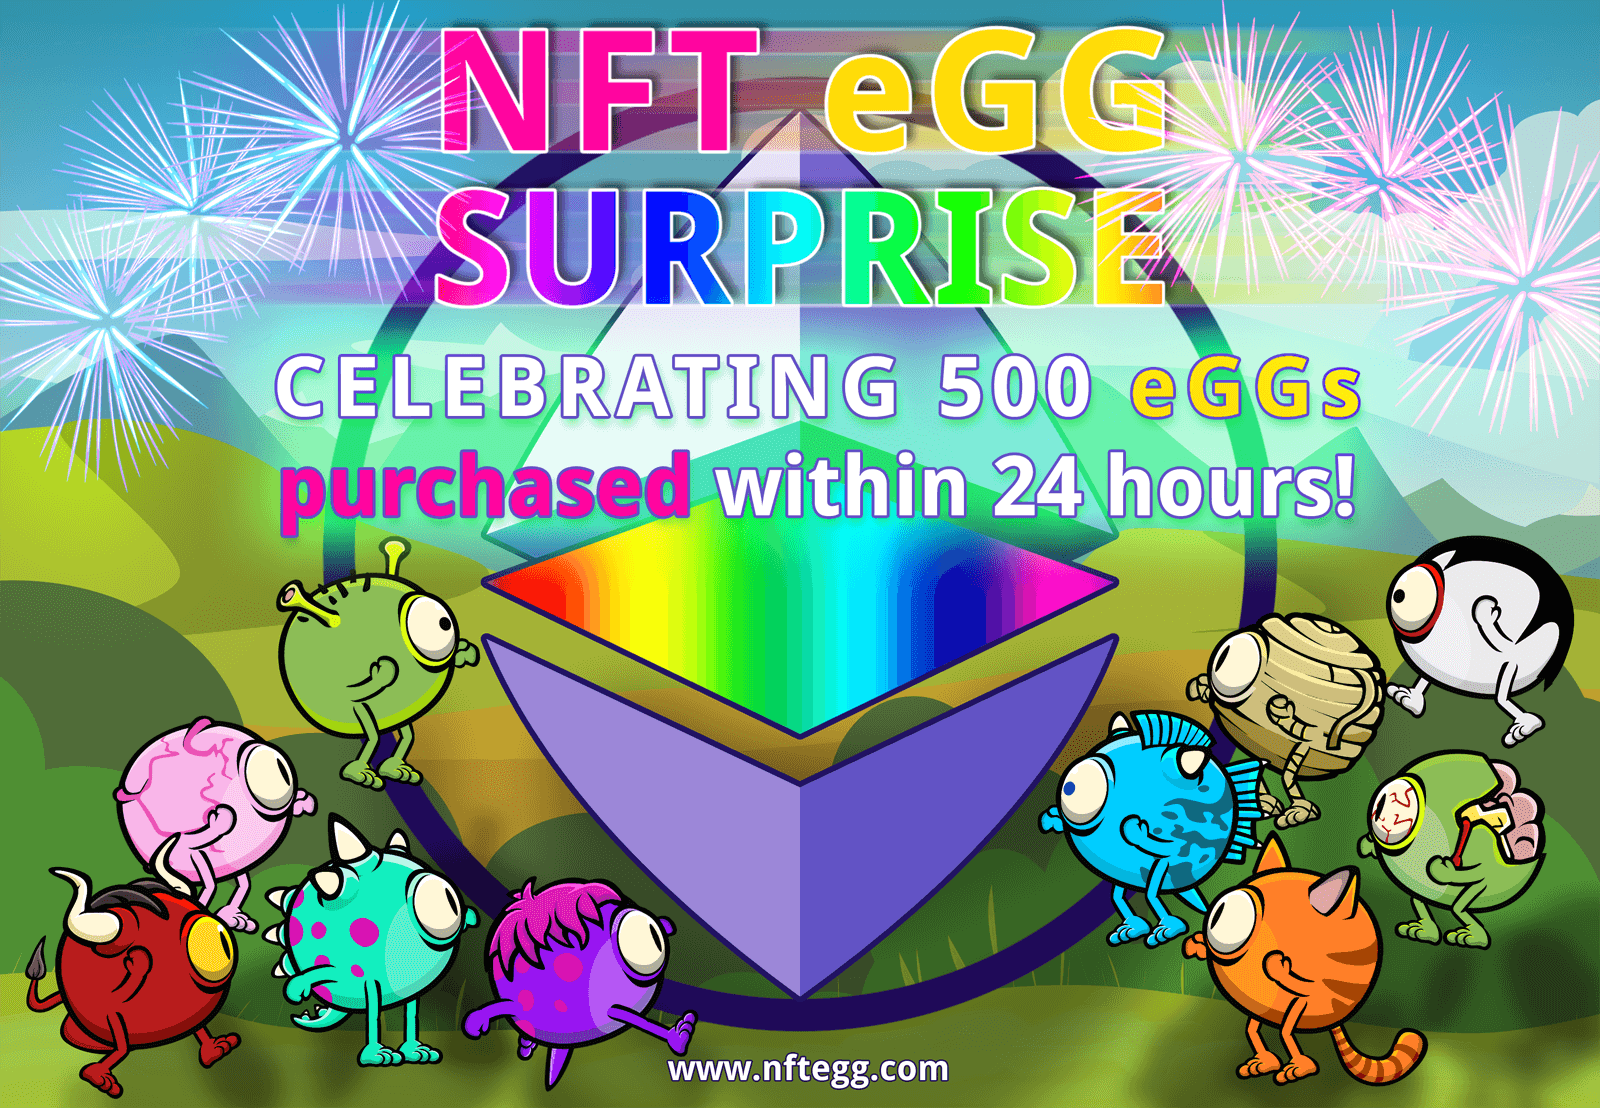 NFT eGG
SURPRISE
CELEBRATING 500 eGGs
purchased within 24 hours!
www.nftegg.com